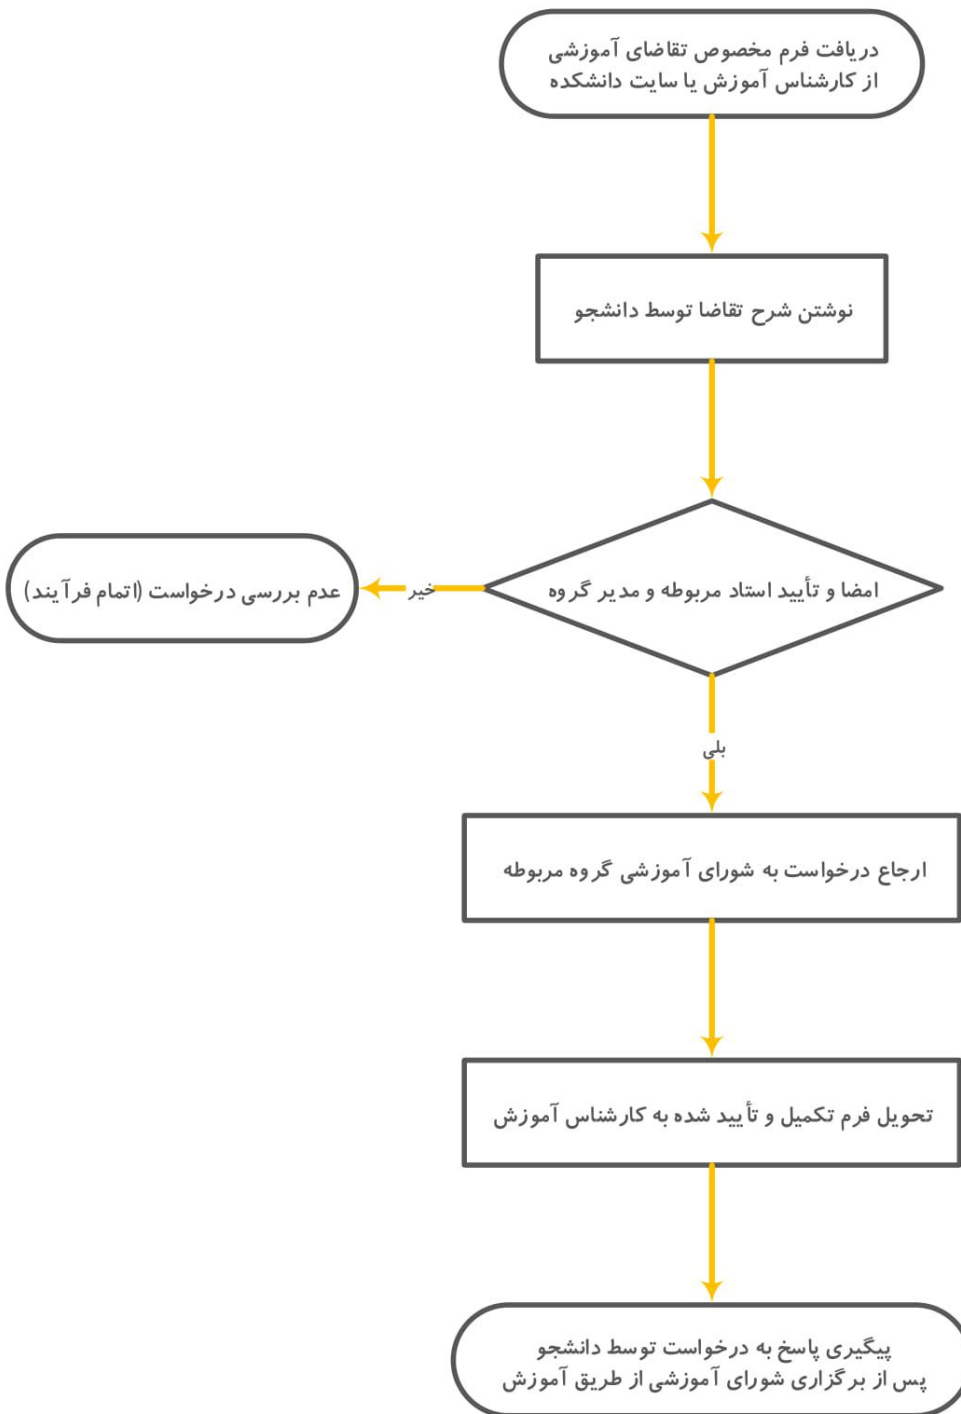 دریافت فرم مخصوص تقاضای آموزشی
از کارشناس آموزش یا سایت دانشکده
نوشتن شرح تقاضا توسط دانشجو
امضا و تأیید استاد مربوطه و مدیر گروه
خیر
عدم بررسی درخواست (اتمام فرآیند)
بلی
ارجاع درخواست به شورای آموزشی گروه مربوطه
تحویل فرم تکمیل و تأیید شده به کارشناس آموزش
پیگیری پاسخ به درخواست توسط دانشجو
پس از برگزاری شورای آموزشی از طریق آموزش